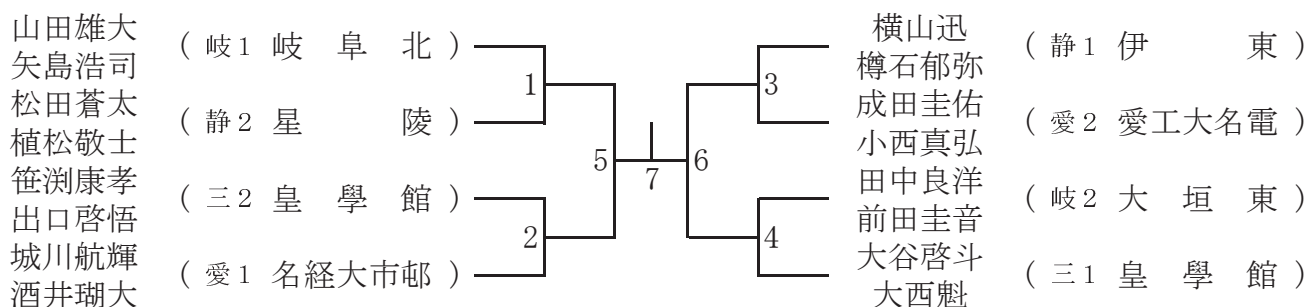 山田雄大
矢島浩司
( 岐1 岐阜北 )
松田蒼太
植松敬士
( 静2 星陵 )
笹渕康孝
出口啓悟
( 三2 皇學館 )
城川航輝
酒井瑚大
( 愛1 名経大市邨 )
1
2
5
7
6
3
4
横山迅
樽石郁弥
( 静1 伊東 )
成田圭佑
小西真弘
( 愛2 愛工大名電 )
田中良洋
前田圭音
( 岐2 大垣東 )
大谷啓斗
大西魁
( 三1 皇學館 )